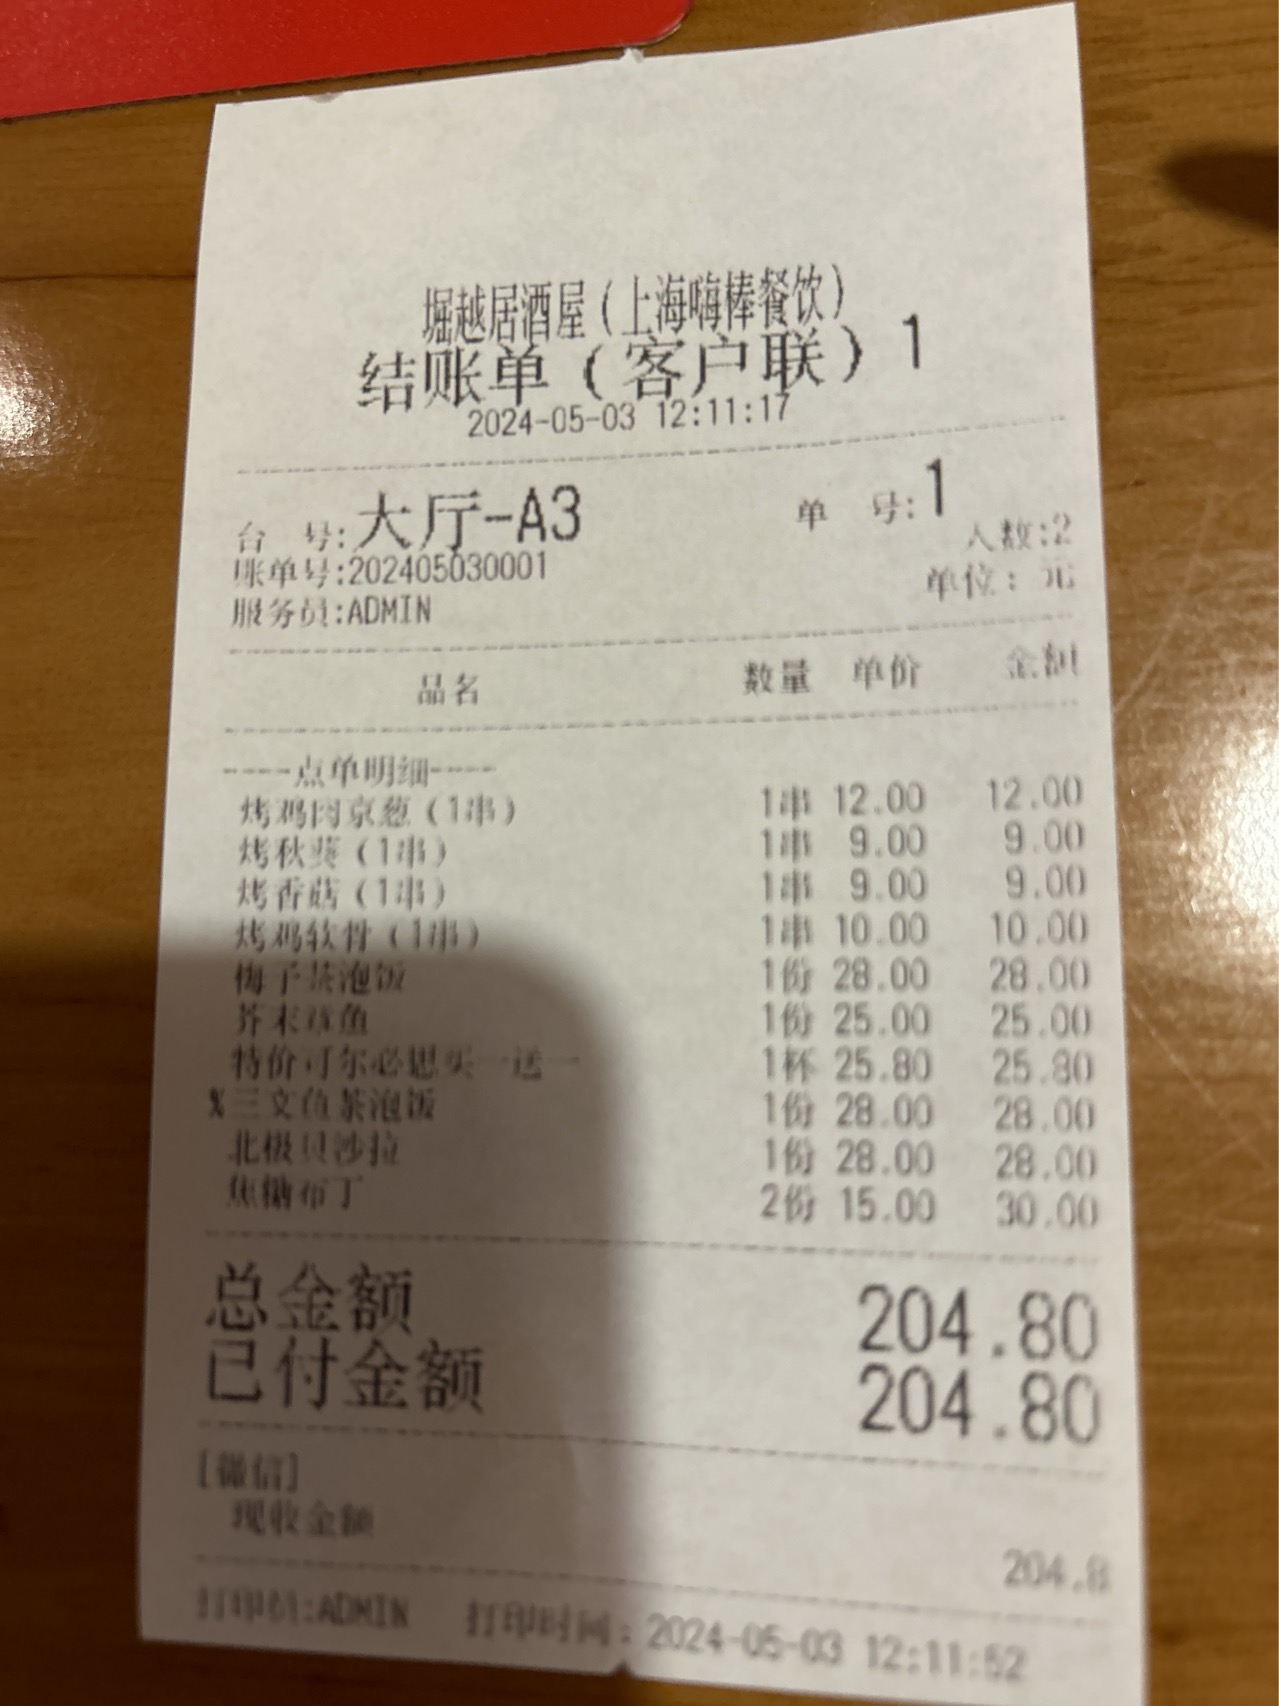 堀越居酒屋(上海嗨棒餐饮)
结账单(客户联)1
2024-05-03 12:11:17
台 号:大厅-A3 单 号:1
人数:2
账单号:202405030001
单位: 元
服务员:ADMIN
品名 数量 单价 金额
----点单明细----
烤鸡肉京葱(1串) 1串 12.00 12.00
烤秋葵(1串) 1串 9.00 9.00
烤香菇(1串) 1串 9.00 9.00
烤鸡软骨(1串) 1串 10.00 10.00
梅子茶泡饭 1份 28.00 28.00
芥末章鱼 1份 25.00 25.00
特价可尔必思买一送一 1杯 25.80 25.80
%三文鱼茶泡饭 1份 28.00 28.00
北极贝沙拉 1份 28.00 28.00
焦糖布丁 2份 15.00 30.00
总金额 204.80
已付金额 204.80
[微信]
现收金额
204.8
打印员:ADMIN 打印时间: 2024-05-03 12:11:52